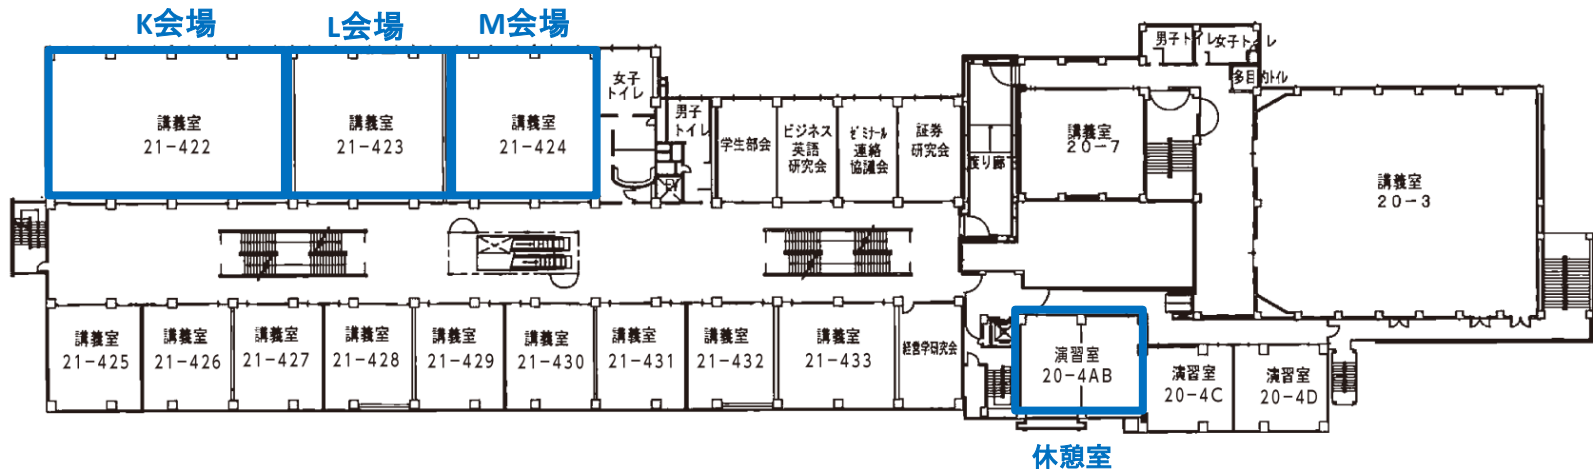 K会場
L会場
M会場
講義室
21-422
講義室
21-423
講義室
21-424
女子
トイレ
男子
トイレ
EV
学生部会
ビジネス
英語
研究会
ゼミナール
連絡
協議会
証券
研究会
渡り廊下
講義室
20-7
男子トイレ
女子トイレ
多目的トイレ
講義室
20-3
講義室
21-425
講義室
21-426
講義室
21-427
講義室
21-428
講義室
21-429
講義室
21-430
講義室
21-431
講義室
21-432
講義室
21-433
経営学研究会
演習室
20-4AB
演習室
20-4C
演習室
20-4D
休憩室